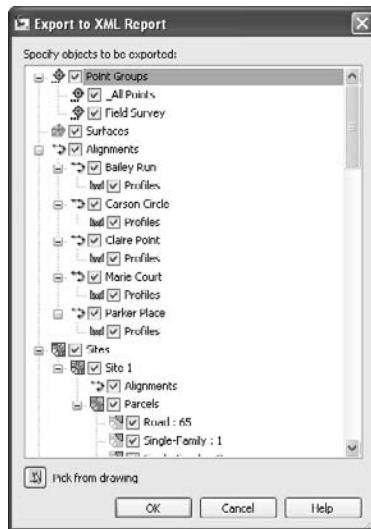 Export to XML Report
Specify objects to be exported:
Point Groups
_All Points
Field Survey
Surfaces
Alignments
Bailey Run
Profiles
Carson Circle
Profiles
Claire Point
Profiles
Marie Court
Profiles
Parker Place
Profiles
Sites
Site 1
Alignments
Parcels
Road : 65
Single-Family : 1
Pick from drawing
OK
Cancel
Help